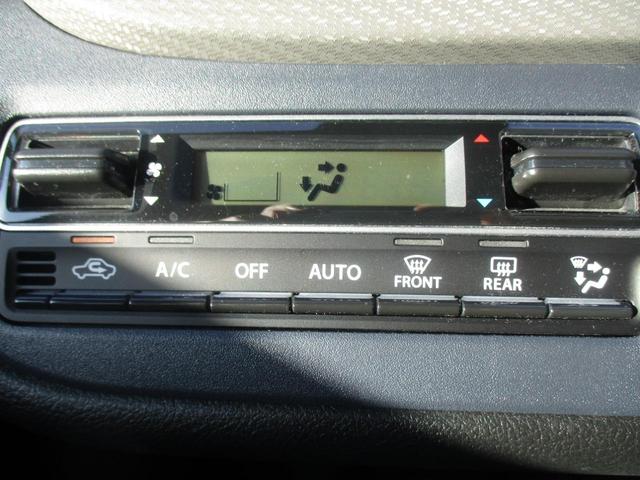 A/C OFF AUTO FRONT REAR